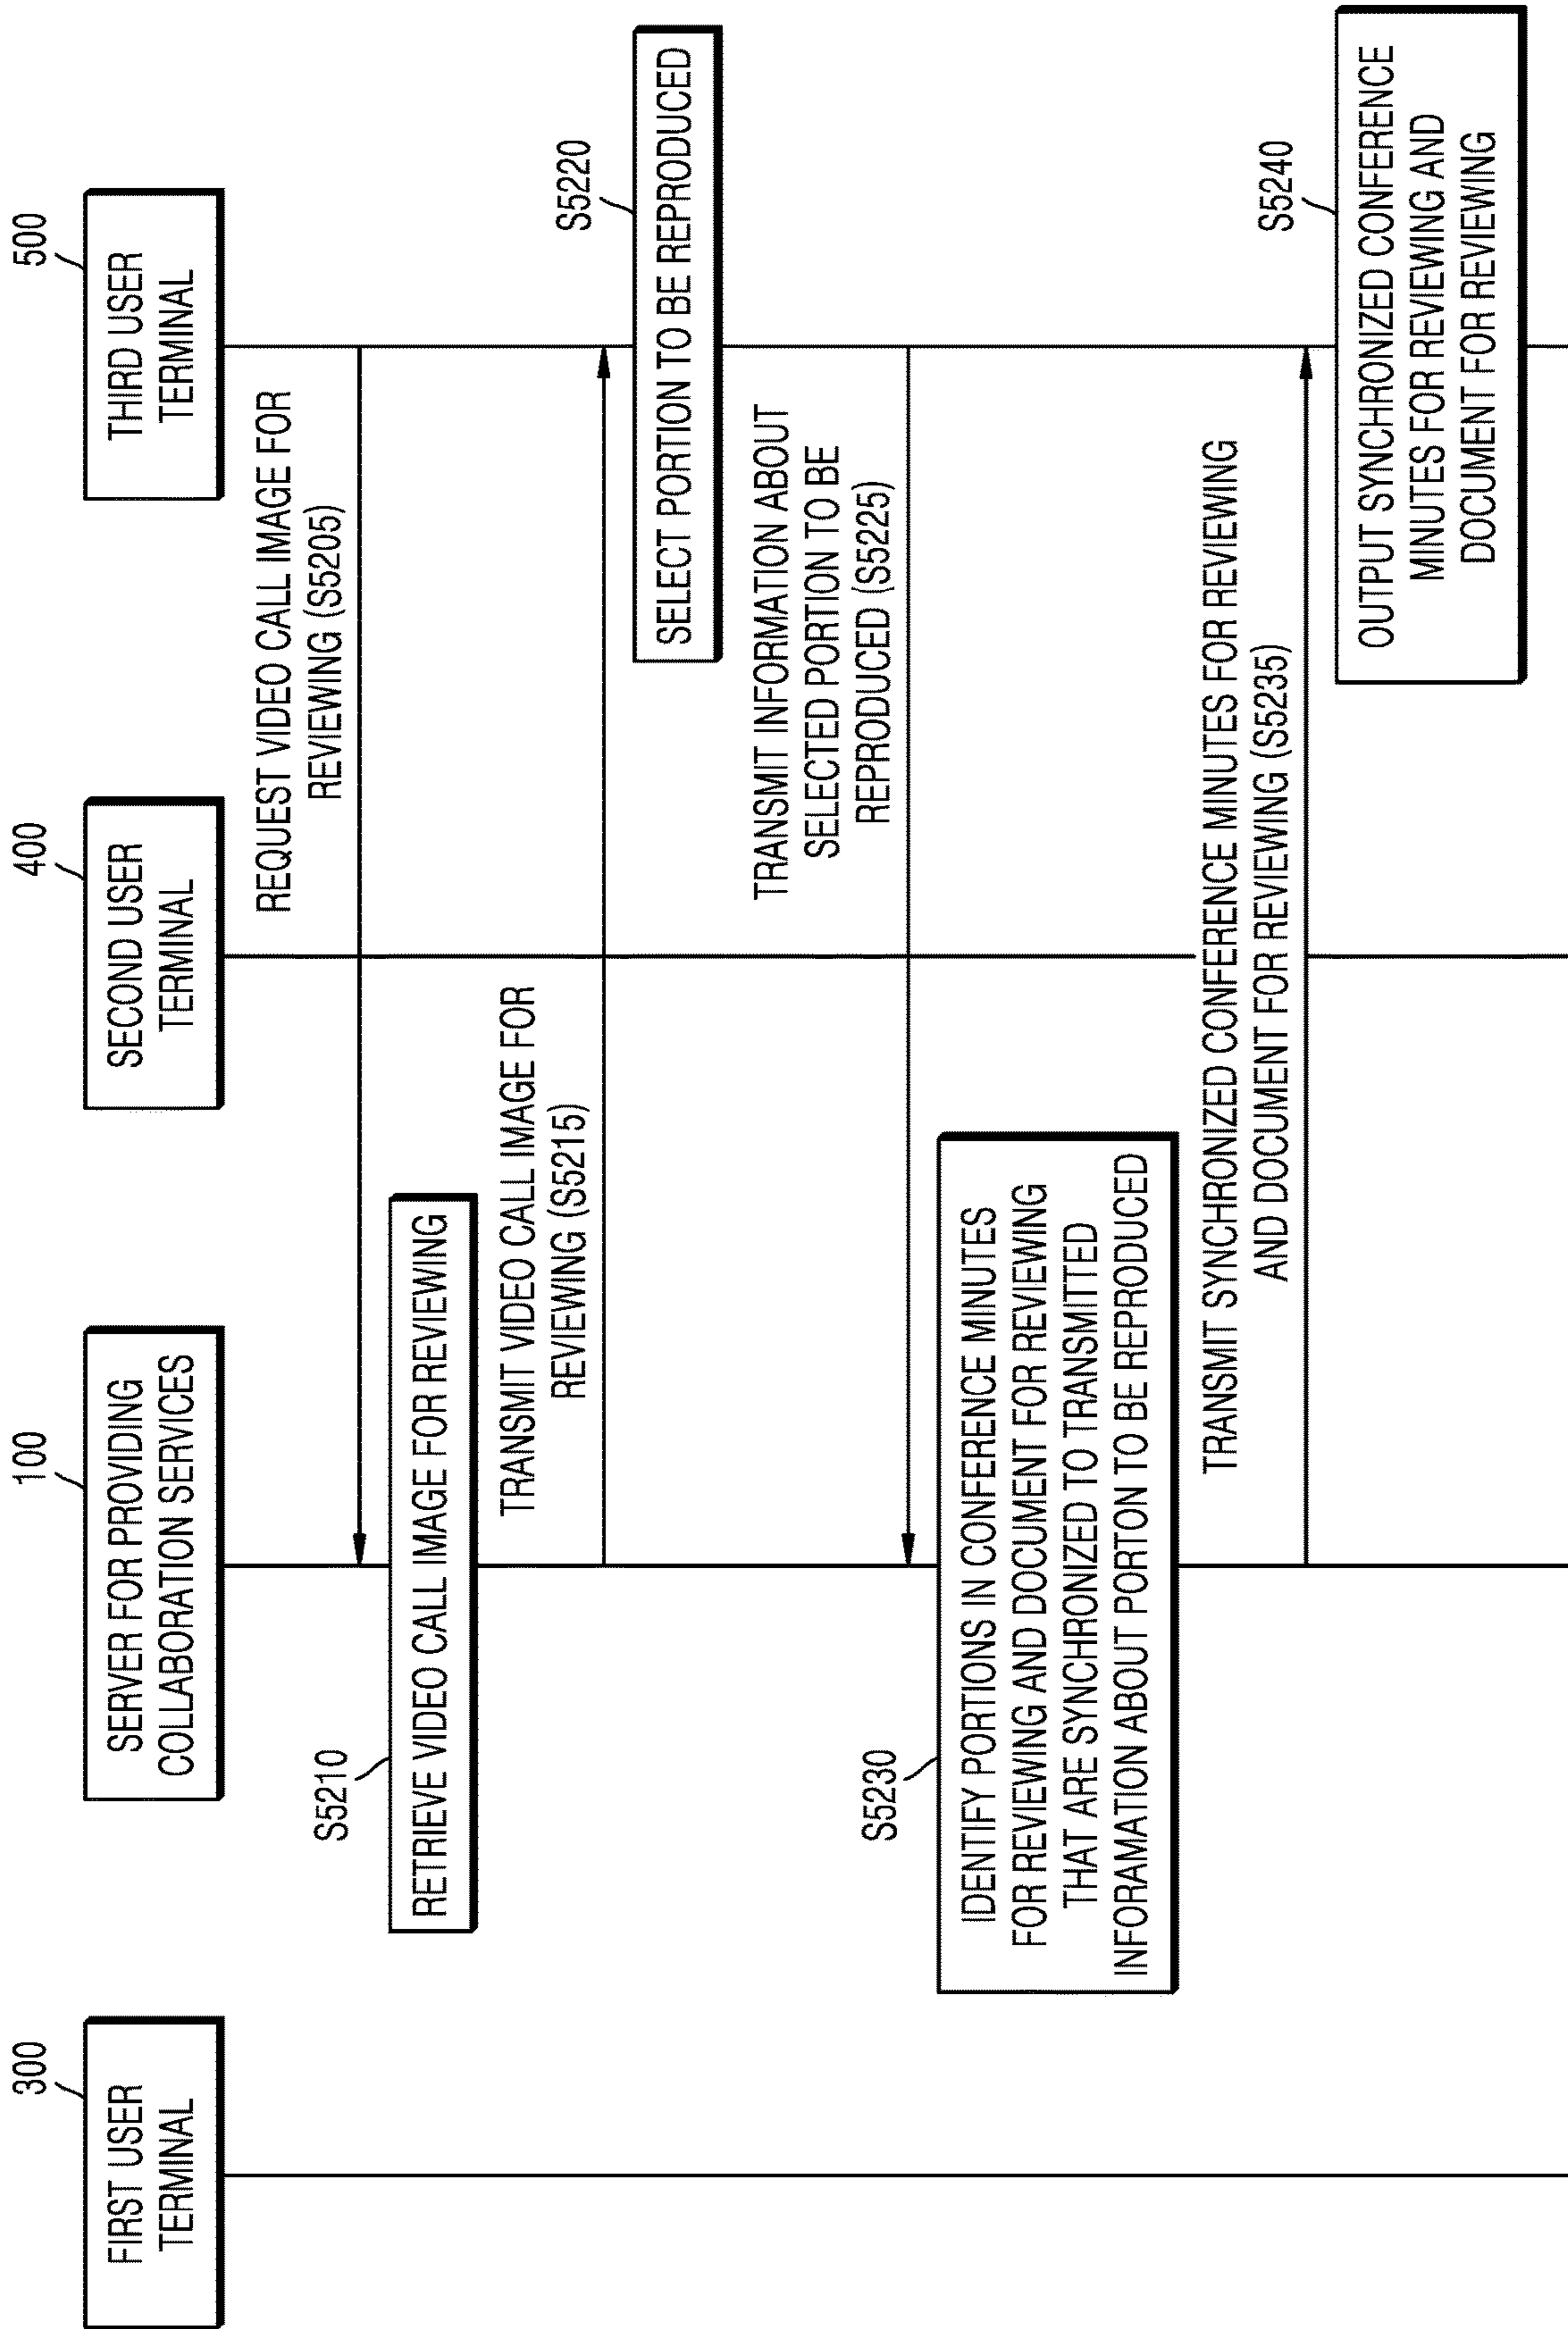 300
FIRST USER
TERMINAL
100
SERVER FOR PROVIDING
COLLABORATION SERVICES
400
SECOND USER
TERMINAL
500
THIRD USER
TERMINAL
REQUEST VIDEO CALL IMAGE FOR
REVIEWING (S5205)
S5210
RETRIEVE VIDEO CALL IMAGE FOR REVIEWING
TRANSMIT VIDEO CALL IMAGE FOR
REVIEWING (S5215)
S5220
SELECT PORTION TO BE REPRODUCED
TRANSMIT INFORMATION ABOUT
SELECTED PORTION TO BE
REPRODUCED (S5225)
S5230
IDENTIFY PORTIONS IN CONFERENCE MINUTES
FOR REVIEWING AND DOCUMENT FOR REVIEWING
THAT ARE SYNCHRONIZED TO TRANSMITTED
INFORAMATION ABOUT PORTON TO BE REPRODUCED
TRANSMIT SYNCHRONIZED CONFERENCE MINUTES FOR REVIEWING
AND DOCUMENT FOR REVIEWING (S5235)
S5240
OUTPUT SYNCHRONIZED CONFERENCE
MINUTES FOR REVIEWING AND
DOCUMENT FOR REVIEWING